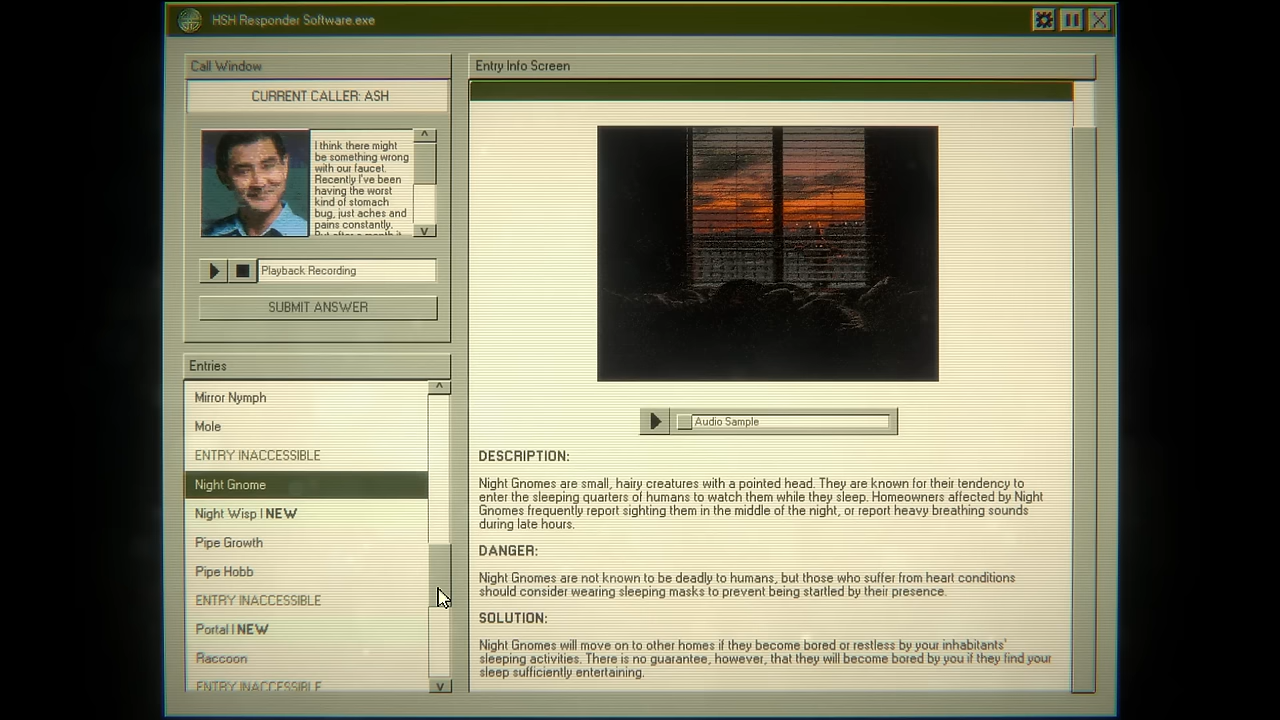 HSH Responder Software.exe
Call Window
CURRENT CALLER: ASH
I think there might
be something wrong
with our faucet.
Recently I've been
having the worst
kind of stomach
bug, just aches and
pains constantly.
But after a month it
Playback Recording
SUBMIT ANSWER
Entries
Mirror Nymph
Mole
ENTRY INACCESSIBLE
Night Gnome
Night Wisp | NEW
Pipe Growth
Pipe Hobb
ENTRY INACCESSIBLE
Portal | NEW
Raccoon
ENTRY INACCESSIBLE
Entry Info Screen
Audio Sample
DESCRIPTION:
Night Gnomes are small, hairy creatures with a pointed head. They are known for their tendency to
enter the sleeping quarters of humans to watch them while they sleep. Homeowners affected by Night
Gnomes frequently report sighting them in the middle of the night, or report heavy breathing sounds
during late hours.
DANGER:
Night Gnomes are not known to be deadly to humans, but those who suffer from heart conditions
should consider wearing sleeping masks to prevent being startled by their presence.
SOLUTION:
Night Gnomes will move on to other homes if they become bored or restless by your inhabitants'
sleeping activities. There is no guarantee, however, that they will become bored by you if they find your
sleep sufficiently entertaining.